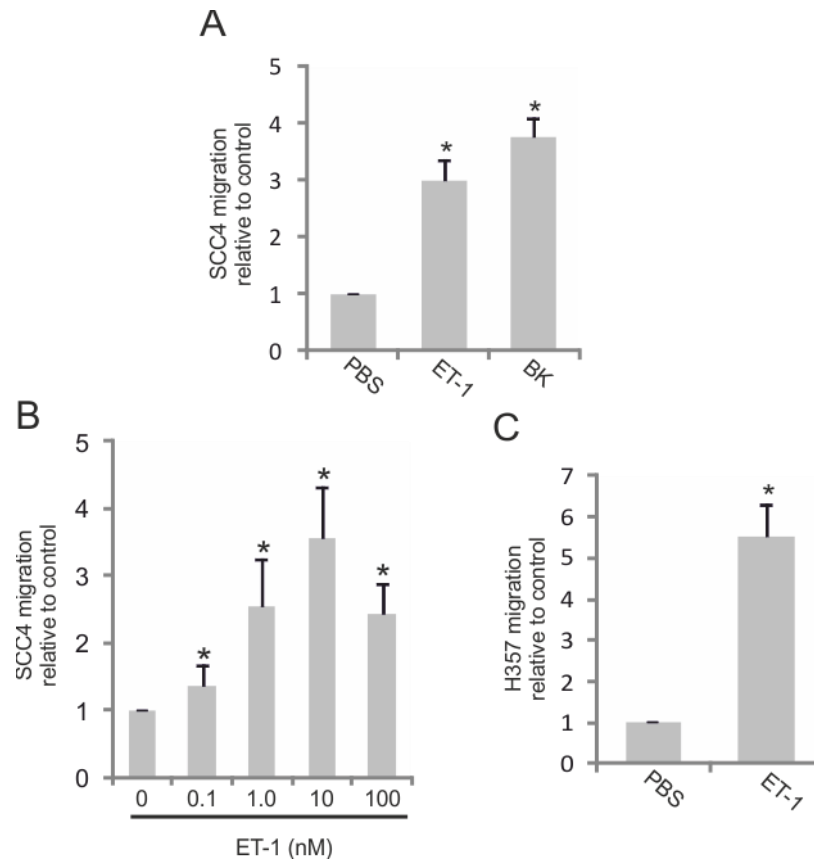 A
5
4
3
2
1
0
SCC4 migration
relative to control
*
*
PBS
ET-1
BK
B
5
4
3
2
1
0
SCC4 migration
relative to control
*
*
*
*
0 0.1 1.0 10 100
ET-1 (nM)
C
7
6
5
4
3
2
1
0
H357 migration
relative to control
*
PBS
ET-1